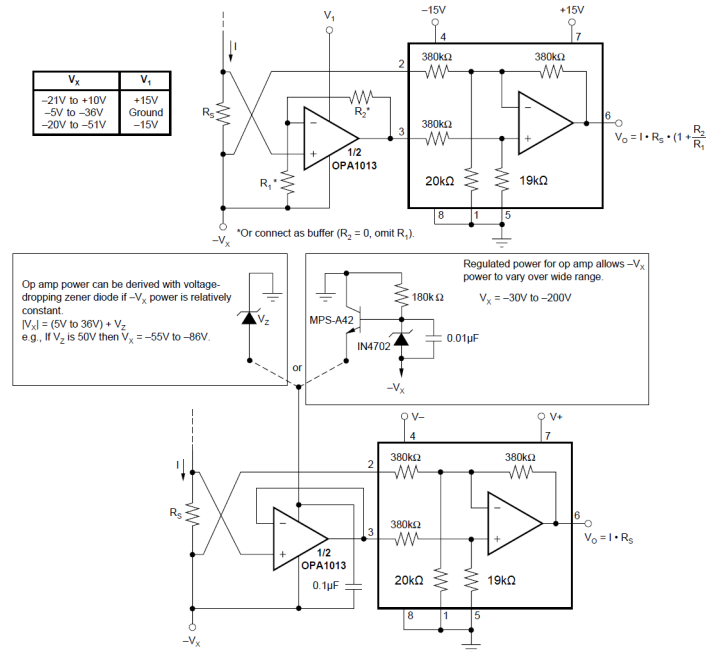 V1
–15V
+15V
4
7
VX V1
–21V to +10V +15V
–5V to –36V Ground
–20V to –51V –15V
I
RS
R2*
–
+
1/2
OPA1013
R1*
2
3
380kΩ
380kΩ
380kΩ
–
+
6
VO = I • RS • (1 + R2
R1
20kΩ
19kΩ
8
1
5
–VX
*Or connect as buffer (R2 = 0, omit R1).
Op amp power can be derived with voltage-
dropping zener diode if –VX power is relatively
constant.
|VX| = (5V to 36V) + VZ
e.g., If VZ is 50V then VX = –55V to –86V.
VZ
or
Regulated power for op amp allows –VX
power to vary over wide range.
VX = –30V to –200V
180kΩ
MPS-A42
IN4702
0.01µF
–VX
V–
V+
4
7
I
RS
–
+
1/2
OPA1013
0.1µF
2
3
380kΩ
380kΩ
380kΩ
–
+
6
VO = I • RS
20kΩ
19kΩ
8
1
5
–VX